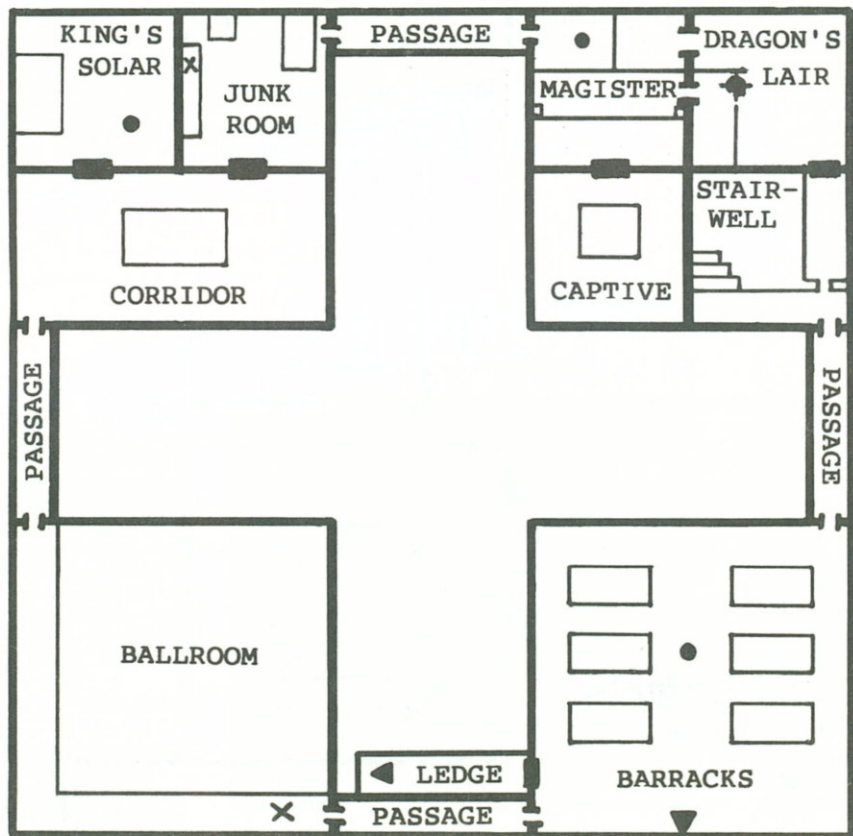 KING'S
SOLAR
JUNK
ROOM
PASSAGE
MAGISTER
DRAGON'S
LAIR
CORRIDOR
CAPTIVE
STAIR-
WELL
PASSAGE
PASSAGE
BALLROOM
LEDGE
PASSAGE
BARRACKS